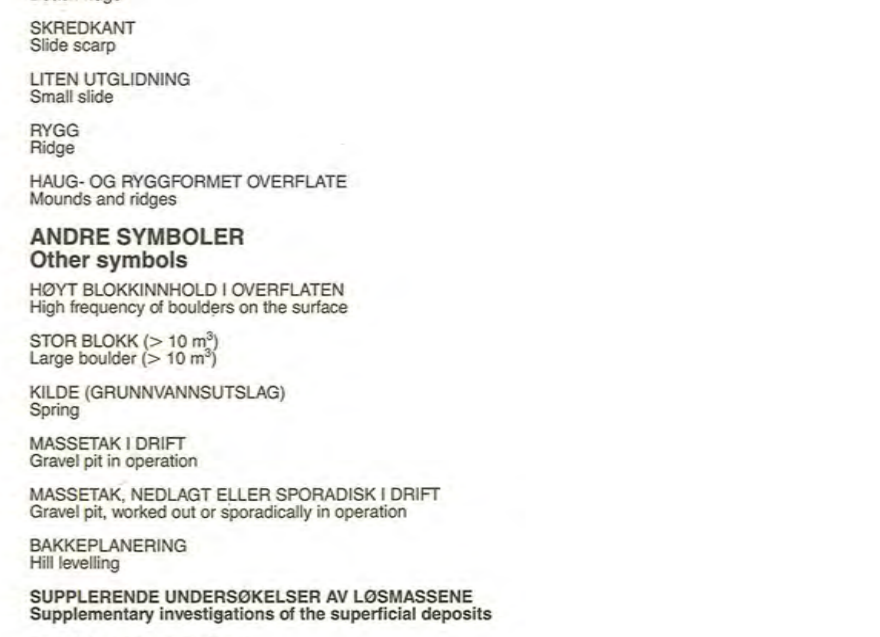 SKREDKANT
Slide scarp
LITEN UTGLIDNING
Small slide
RYGG
Ridge
HAUG- OG RYGGFORMET OVERFLATE
Mounds and ridges
ANDRE SYMBOLER
Other symbols
HØYT BLOKKINNHOLD I OVERFLATEN
High frequency of boulders on the surface
STOR BLOKK (> 10 m³)
Large boulder (> 10 m³)
KILDE (GRUNNVANNSUTSLAG)
Spring
MASSETAK I DRIFT
Gravel pit in operation
MASSETAK, NEDLAGT ELLER SPORADISK I DRIFT
Gravel pit, worked out or sporadically in operation
BAKKEPLANERING
Hill levelling
SUPPLERENDE UNDERSØKELSER AV LØSMASSENE
Supplementary investigations of the superficial deposits